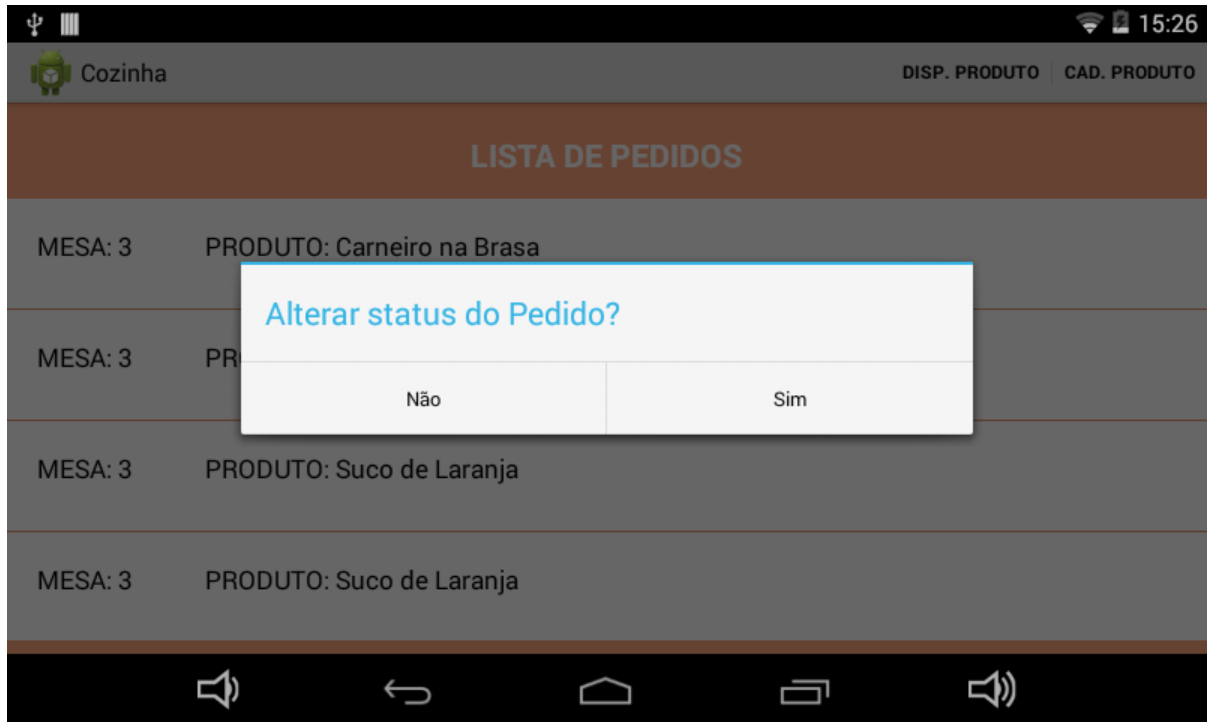 15:26
Cozinha DISP. PRODUTO CAD. PRODUTO
LISTA DE PEDIDOS
MESA: 3 PRODUTO: Carneiro na Brasa
Alterar status do Pedido?
MESA: 3
Não Sim
MESA: 3 PRODUTO: Suco de Laranja
MESA: 3 PRODUTO: Suco de Laranja